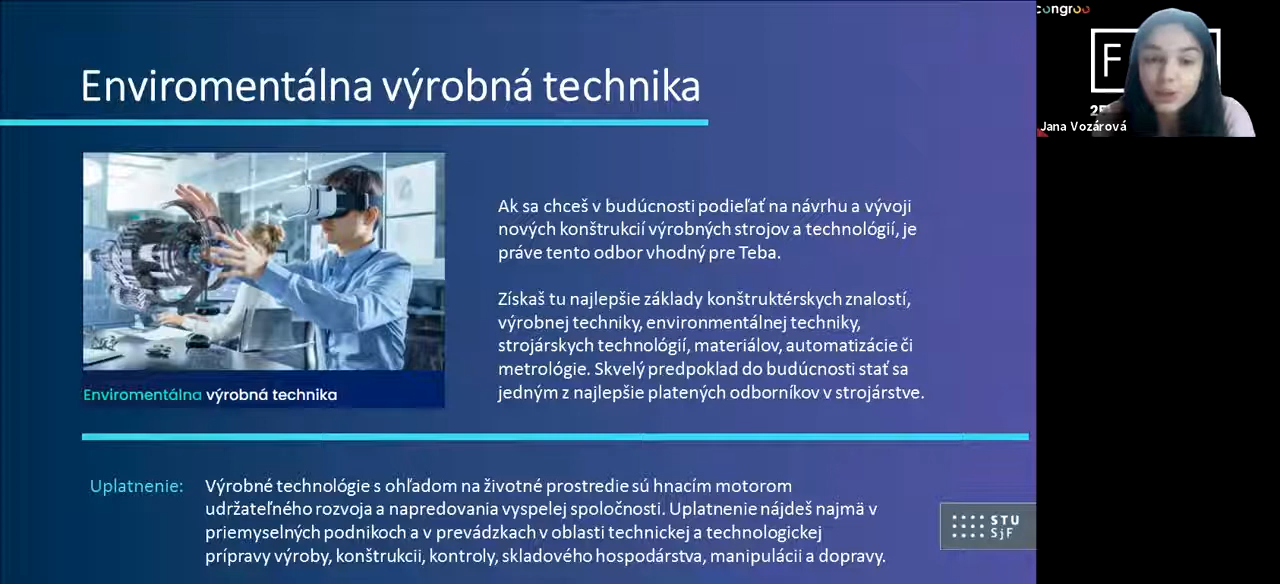 Enviromentálna výrobná technika
Ak sa chceš v budúcnosti podieľať na návrhu a vývoji
nových konštrukcií výrobných strojov a technológií, je
práve tento odbor vhodný pre Teba.
Získaš tu najlepšie základy konštruktérskych znalostí,
výrobnej techniky, environmentálnej techniky,
strojárskych technológií, materiálov, automatizácie či
metrológie. Skvelý predpoklad do budúcnosti stať sa
jedným z najlepšie platených odborníkov v strojárstve.
Enviromentálna výrobná technika
Uplatnenie:
Výrobné technológie s ohľadom na životné prostredie sú hnacím motorom
udržateľného rozvoja a napredovania vyspelej spoločnosti. Uplatnenie nájdeš najmä v
priemyselných podnikoch a v prevádzkach v oblasti technickej a technologickej
prípravy výroby, konštrukcii, kontroly, skladového hospodárstva, manipulácii a dopravy.
STU
SjF
congroo
F
Jana Vozárová